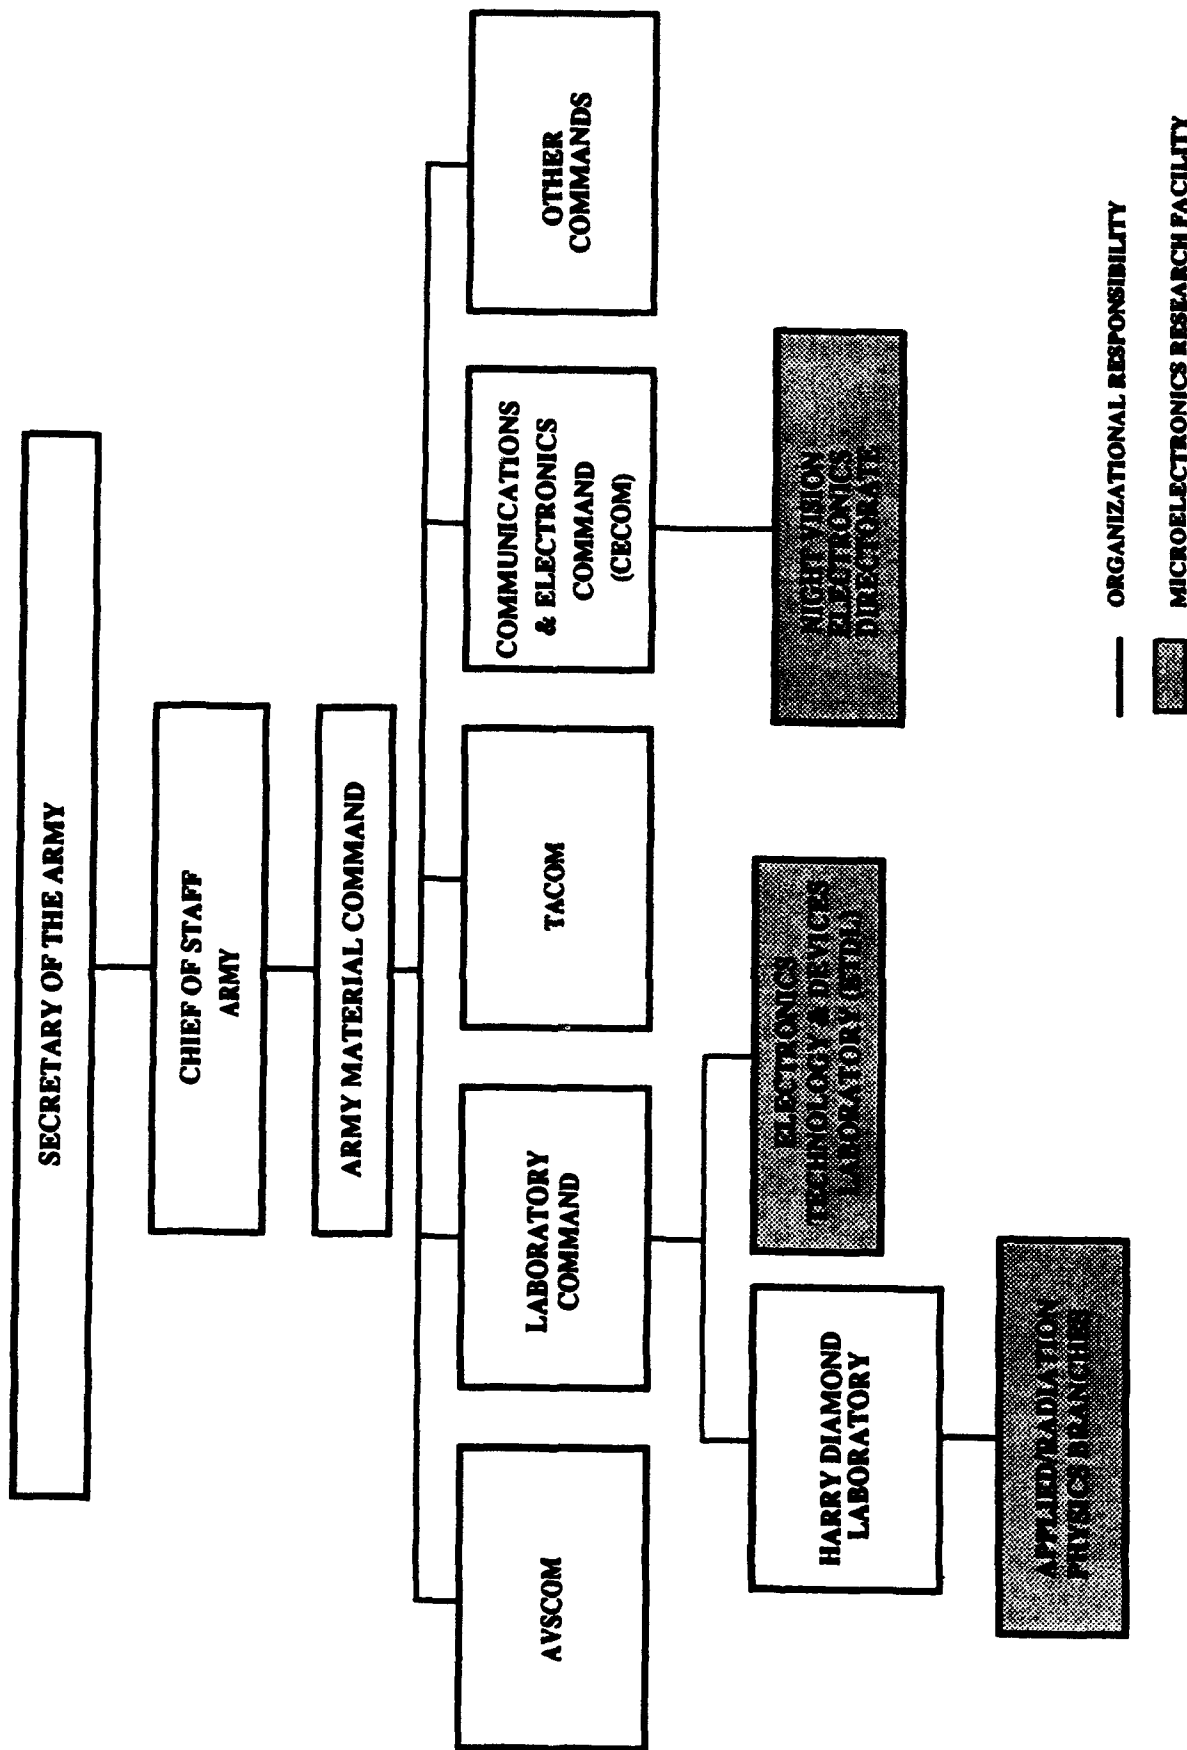 SECRETARY OF THE ARMY
CHIEF OF STAFF
ARMY
ARMY MATERIAL COMMAND
AVSCOM
LABORATORY
COMMAND
TACOM
COMMUNICATIONS
& ELECTRONICS
COMMAND
(CECOM)
OTHER
COMMANDS
HARRY DIAMOND
LABORATORY
ELECTRONICS
TECHNOLOGY & DEVICES
LABORATORY (ETDL)
NIGHT VISION
ELECTRONICS
DIRECTORATE
APPLIED/RADIATION
PHYSICS BRANCHES
ORGANIZATIONAL RESPONSIBILITY
MICROELECTRONICS RESEARCH FACILITY